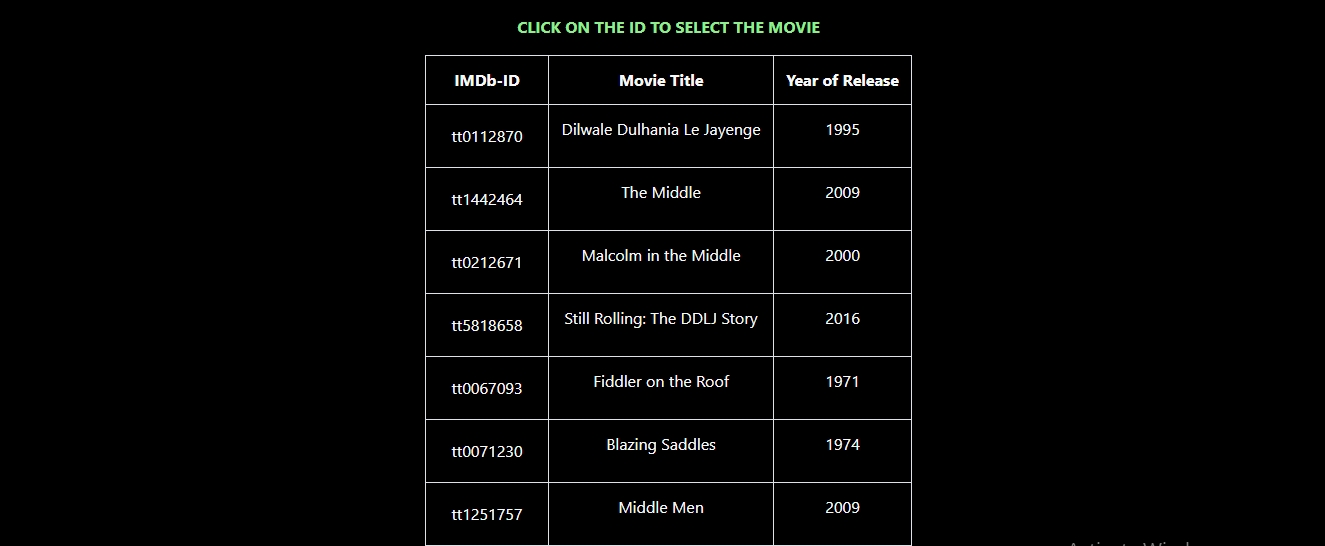 CLICK ON THE ID TO SELECT THE MOVIE
IMDb-ID Movie Title Year of Release
tt0112870 Dilwale Dulhania Le Jayenge 1995
tt1442464 The Middle 2009
tt0212671 Malcolm in the Middle 2000
tt5818658 Still Rolling: The DDLJ Story 2016
tt0067093 Fiddler on the Roof 1971
tt0071230 Blazing Saddles 1974
tt1251757 Middle Men 2009